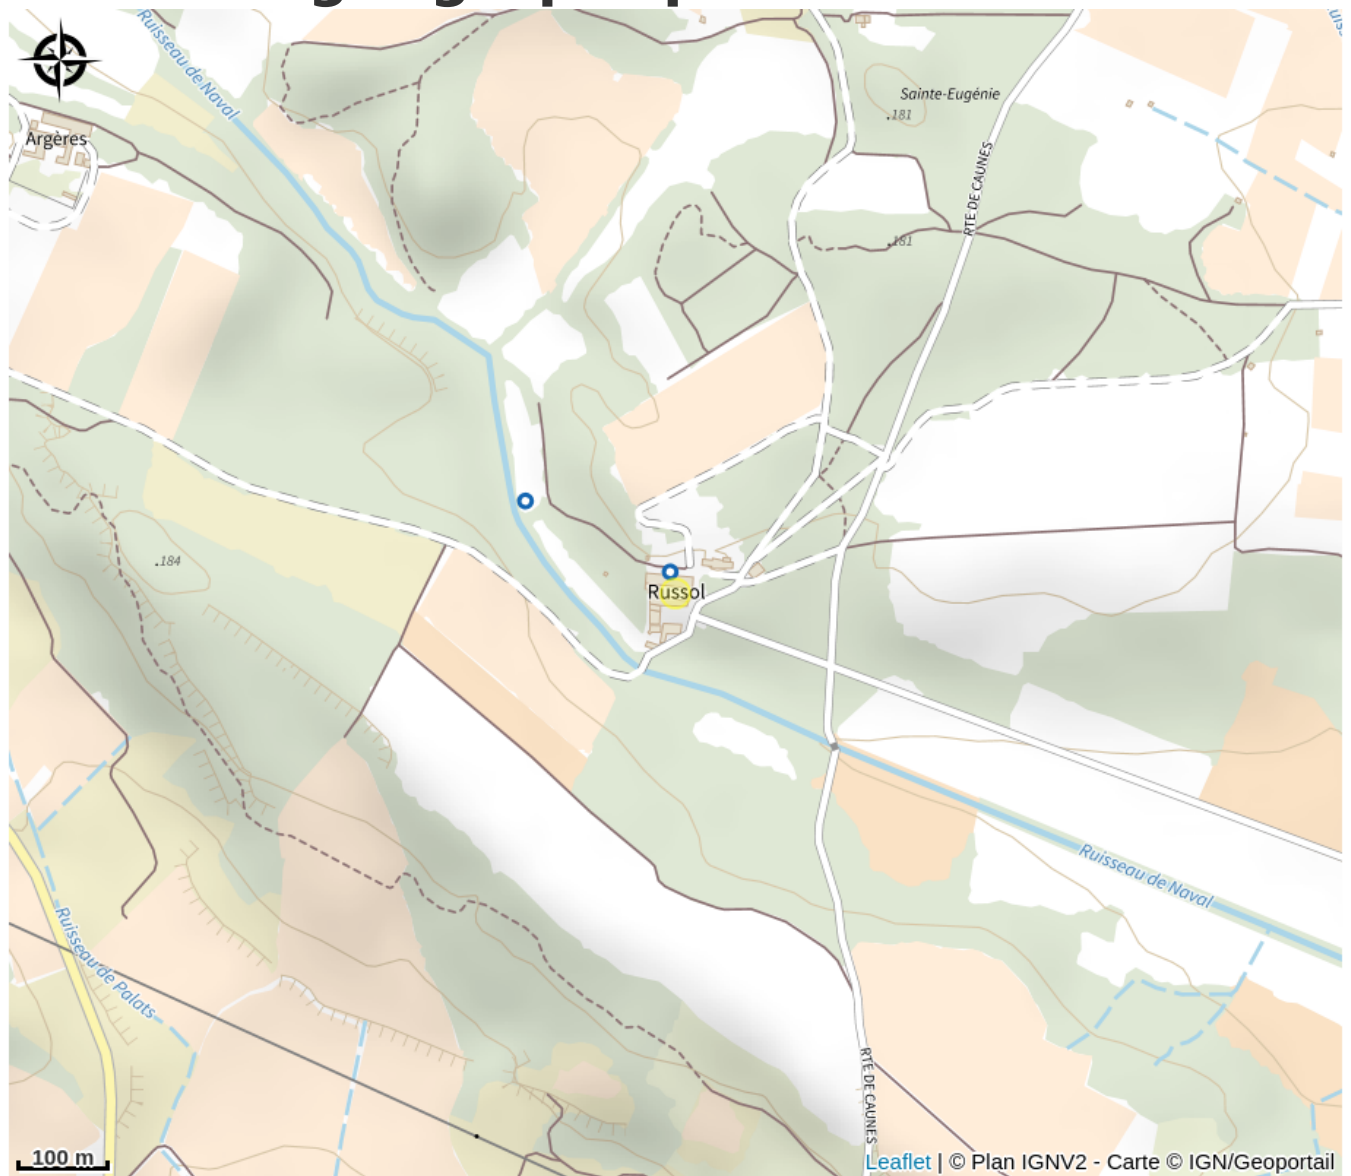 Ruisseau de Naval
Sainte-Eugénie
.181
Argères
RTE DE CAUNES
.181
.184
Russol
Ruisseau de Naval
Ruisseau de Palats
RTE DE CAUNES
100 m
Leaflet | © Plan IGNV2 - Carte © IGN/Geoportail